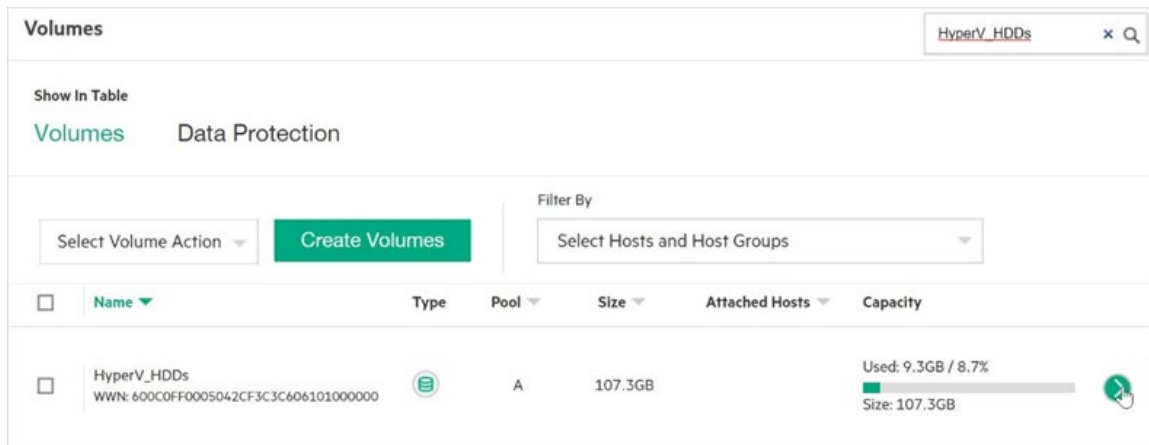 Volumes
HyperV_HDDs
Show In Table
Volumes Data Protection
Filter By
Select Volume Action Create Volumes Select Hosts and Host Groups
Name Type Pool Size Attached Hosts Capacity
HyperV_HDDs
WWN: 600C0FF0005042CF3C3C606101000000
A
107.3GB
Used: 9.3GB / 8.7%
Size: 107.3GB